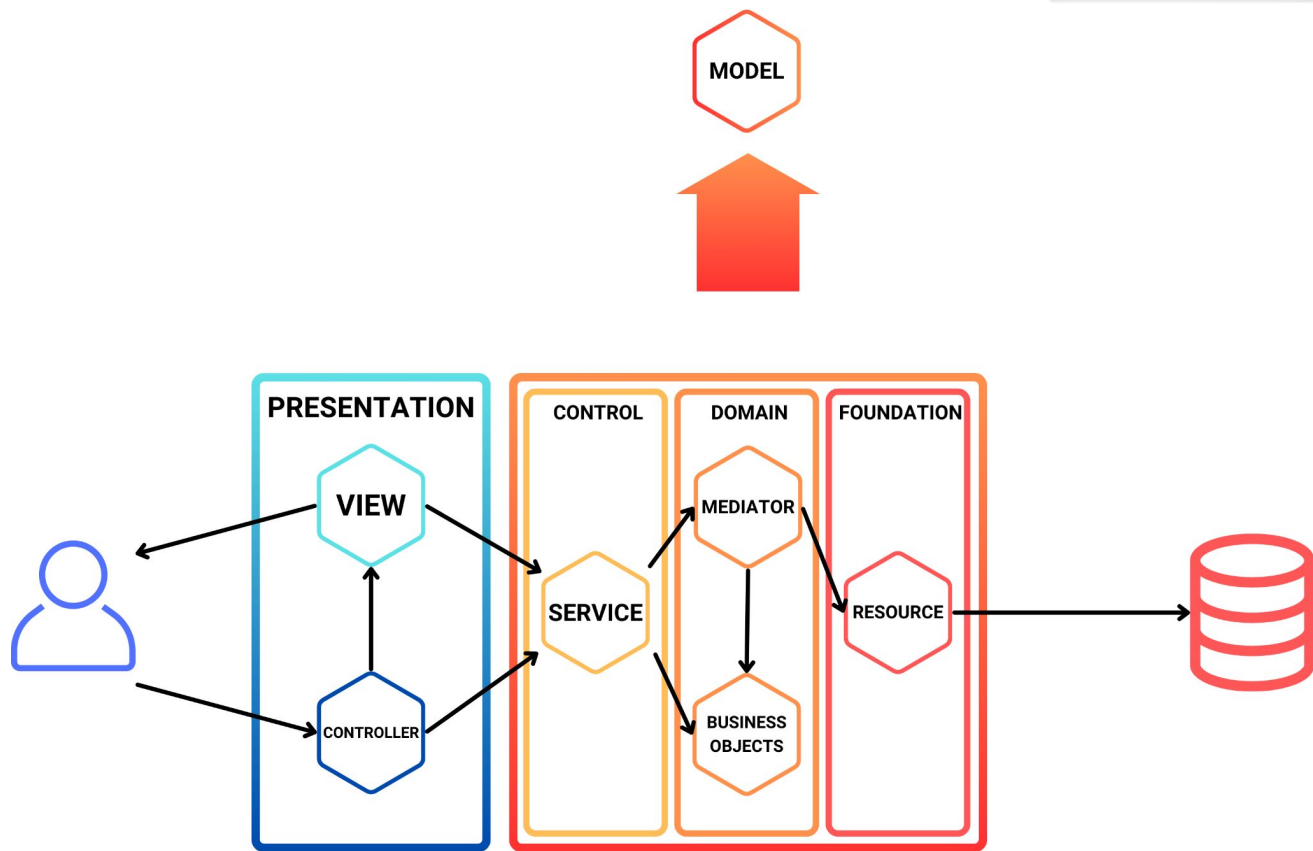 MODEL
PRESENTATION
CONTROL
DOMAIN
FOUNDATION
VIEW
MEDIATOR
SERVICE
RESOURCE
CONTROLLER
BUSINESS
OBJECTS